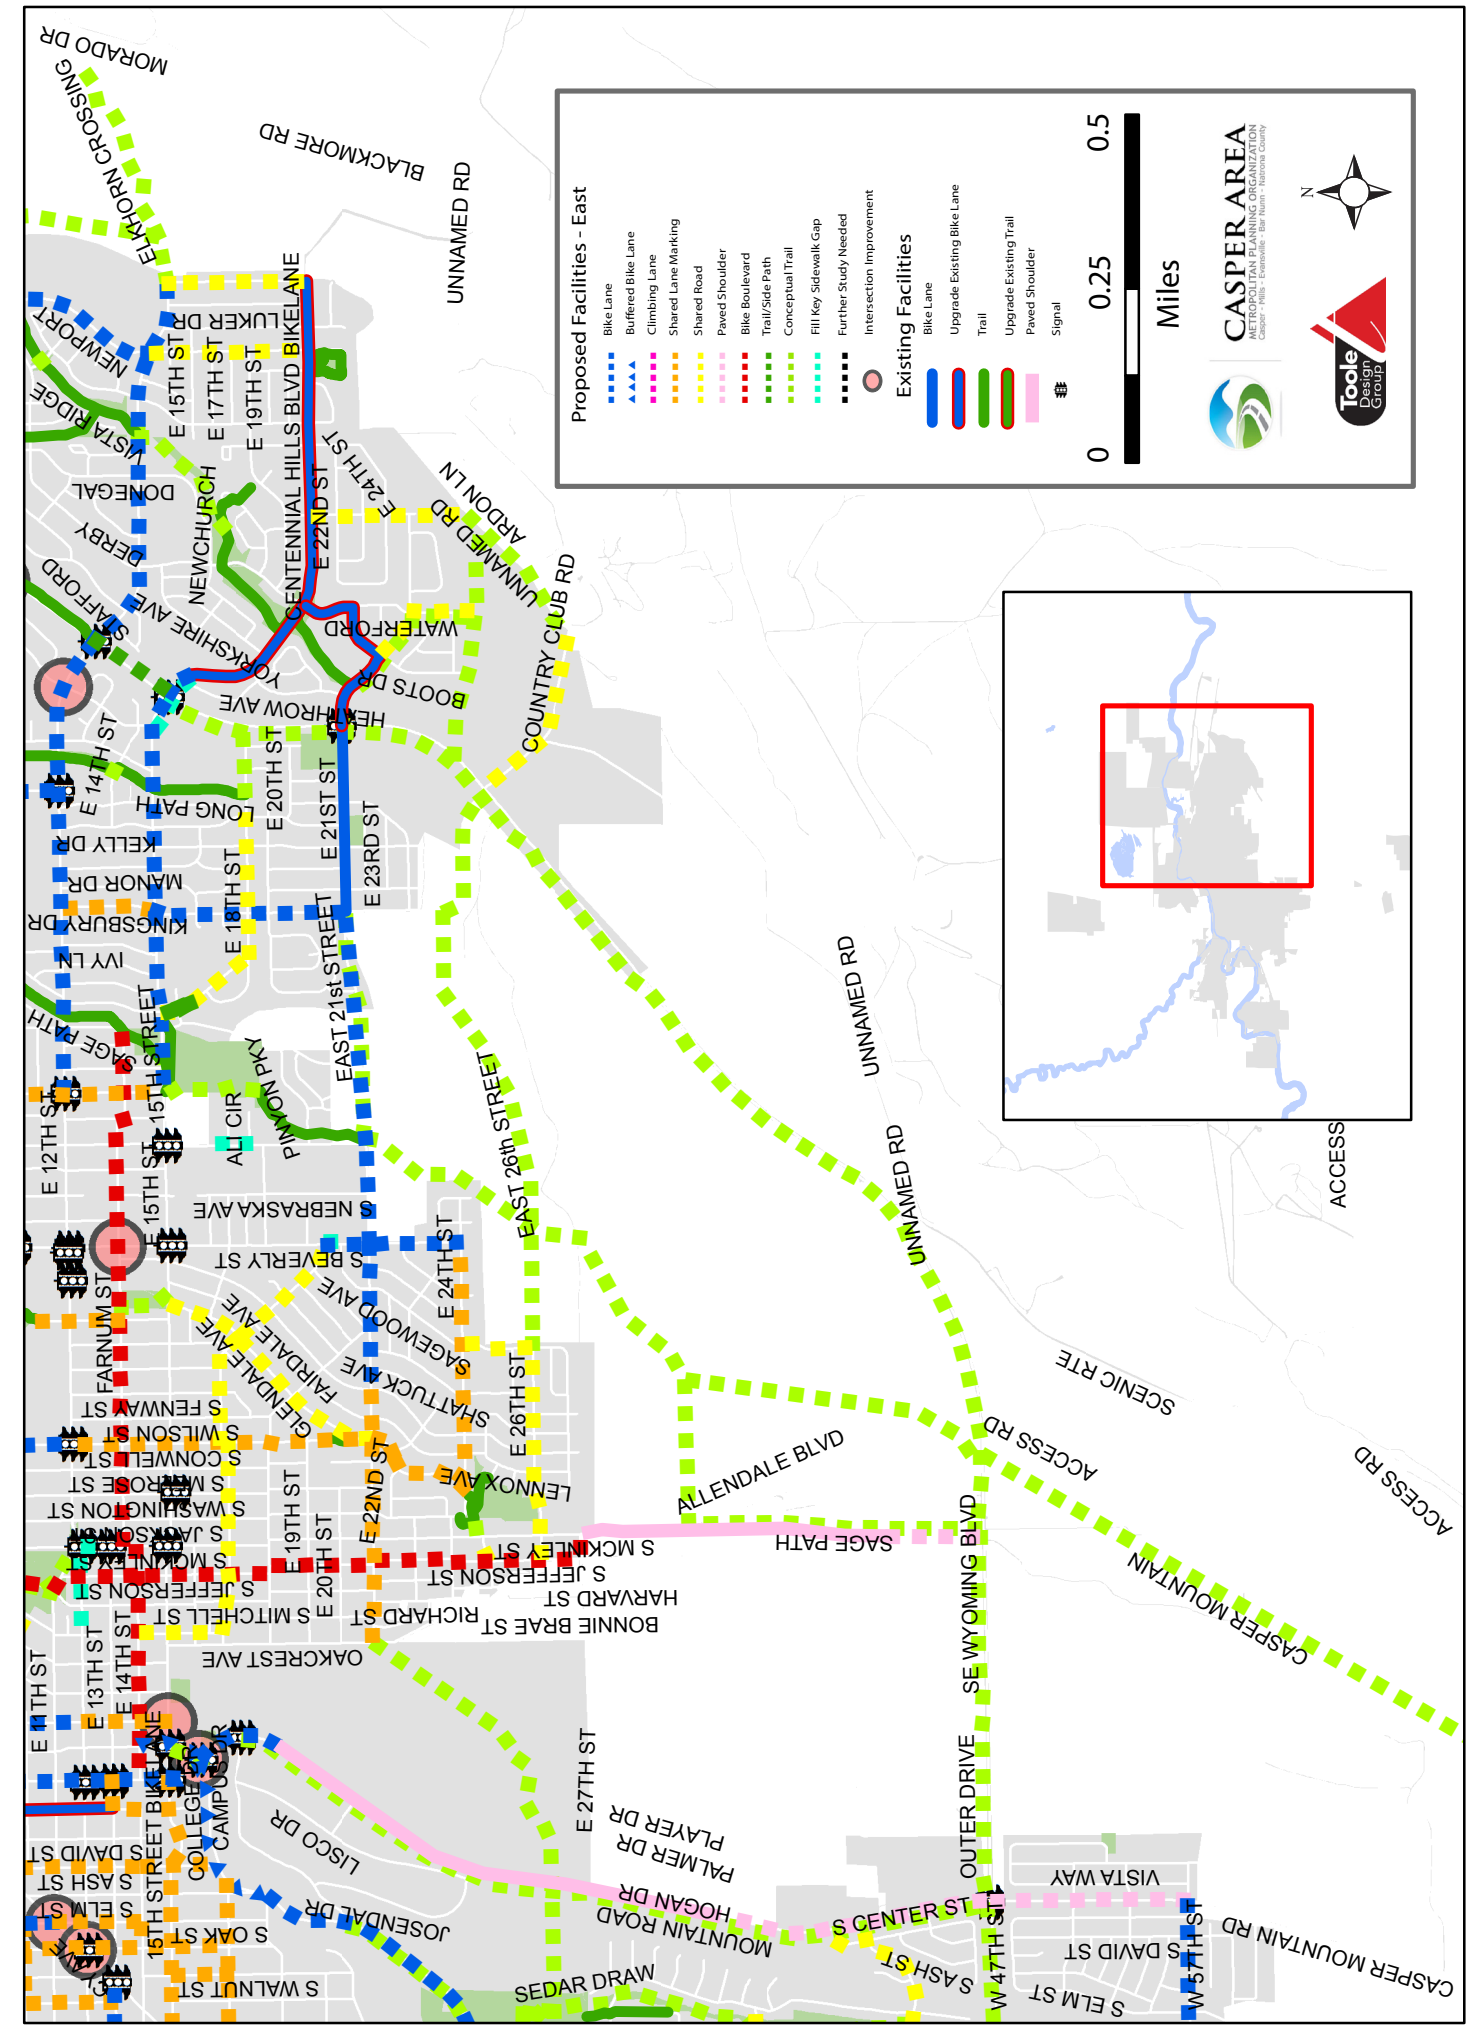 Proposed Facilities - East
Bike Lane
Buffered Bike Lane
Climbing Lane
Shared Lane Marking
Shared Road
Paved Shoulder
Bike Boulevard
Trail/Side Path
Conceptual Trail
Fill Key Sidewalk Gap
Further Study Needed
Intersection Improvement
Existing Facilities
Bike Lane
Upgrade Existing Bike Lane
Trail
Upgrade Existing Trail
Paved Shoulder
Signal
0
0.25
0.5
Miles
CASPER AREA
METROPOLITAN PLANNING ORGANIZATION
Casper - Mills - Evansville - Bar Nunn - Natrona County
N
Toole
Design
Group
MORADO DR
ELKHORN CROSSING
BLACKMORE RD
UNNAMED RD
NEWPORT
LUKER DR
E 15TH ST
E 17TH ST
E 19TH ST
CENTENNIAL HILLS BLVD BIKELANE
VISTA RIDGE
DONEGAL
DERBY
NEWCHURCH
E 22ND ST
E 24TH ST
ARDON LN
UNNAMED RD
STAFFORD
YORKSHIRE AVE
WATERFORD
BOOTS DR
HEATHROW AVE
COUNTRY CLUB RD
E 14TH ST
LONG PATH
E 20TH ST
E 21ST ST
E 23RD ST
KELLY DR
MANOR DR
KINGSBURY DR
E 18TH ST
IVY LN
SAGE PATH
15TH STREET
EAST 21st STREET
PINYON PKY
ALI CIR
E 12TH ST
E 15TH ST
EAST 26th STREET
UNNAMED RD
UNNAMED RD
ACCESS
S NEBRASKA AVE
S BEVERLY ST
E 24TH ST
FARNUM ST
GLENDALE AVE
FAIRDALE AVE
SAGEWOOD AVE
SHATTUCK AVE
S FENWAY ST
S WILSON ST
S CONWELL ST
S MELROSE ST
S WASHINGTON ST
S JACKSON ST
S MCKINLEY ST
S JEFFERSON ST
S MITCHELL ST
E 19TH ST
E 20TH ST
E 22ND ST
E 26TH ST
LENNOX AVE
S MCKINLEY ST
S JEFFERSON ST
HARVARD ST
BONNIE BRAE ST
RICHARD ST
OAKCREST AVE
ALLENDALE BLVD
SAGE PATH
SCENIC RTE
ACCESS RD
ACCESS RD
CASPER MOUNTAIN
SE WYOMING BLVD
OUTER DRIVE
E 11TH ST
E 13TH ST
E 14TH ST
15TH STREET BIKELANE
COLLEGE DR
CAMPUS DR
LISCO DR
JOSENDAL DR
E 27TH ST
PLAYER DR
PALMER DR
HOGAN DR
MOUNTAIN ROAD
S CENTER ST
S ASH ST
S DAVID ST
S ASH ST
S ELM ST
S OAK ST
S WALNUT ST
SEDAR DRAW
W 47TH ST
VISTA WAY
S DAVID ST
S ELM ST
W 57TH ST
CASPER MOUNTAIN RD